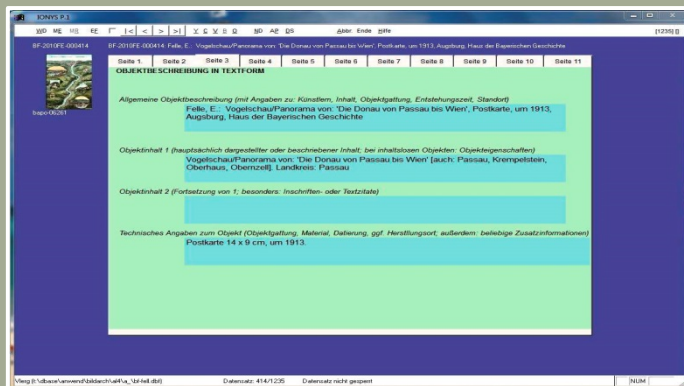 IONYS P.1
WD ME MB EE |< < > >| Y C V B O ND AP DS Abbr. Ende Hilfe [1235] []
BF-2010FE-000414 BF-2010FE-000414: Felle, E.: Vogelschau/Panorama von: 'Die Donau von Passau bis Wien', Postkarte, um 1913, Augsburg, Haus der Bayerischen Geschichte
Seite 1. Seite 2 Seite 3 Seite 4 Seite 5 Seite 6 Seite 7 Seite 8 Seite 9 Seite 10 Seite 11
OBJEKTBESCHREIBUNG IN TEXTFORM
Allgemeine Objektbeschreibung (mit Angaben zu: Künstlern, Inhalt, Objektgattung, Entstehungszeit, Standort)
bapo-06261
Felle, E.: Vogelschau/Panorama von: 'Die Donau von Passau bis Wien', Postkarte, um 1913,
Augsburg, Haus der Bayerischen Geschichte
Objektinhalt 1 (hauptsächlich dargestellter oder beschriebener Inhalt; bei inhaltslosen Objekten: Objekteigenschaften)
Vogelschau/Panorama von: 'Die Donau von Passau bis Wien' [auch: Passau, Krempelstein,
Oberhaus, Obernzell]. Landkreis: Passau
Objektinhalt 2 (Fortsetzung von 1; besonders: Inschriften- oder Textzitate)
Technisches Angaben zum Objekt (Objektgattung, Material, Datierung, ggf. Herstllungsort; außerdem: beliebige Zusatzinformationen)
Postkarte 14 x 9 cm, um 1913.
Datensatz: 414/1235 Datensatz nicht gesperrt NUM